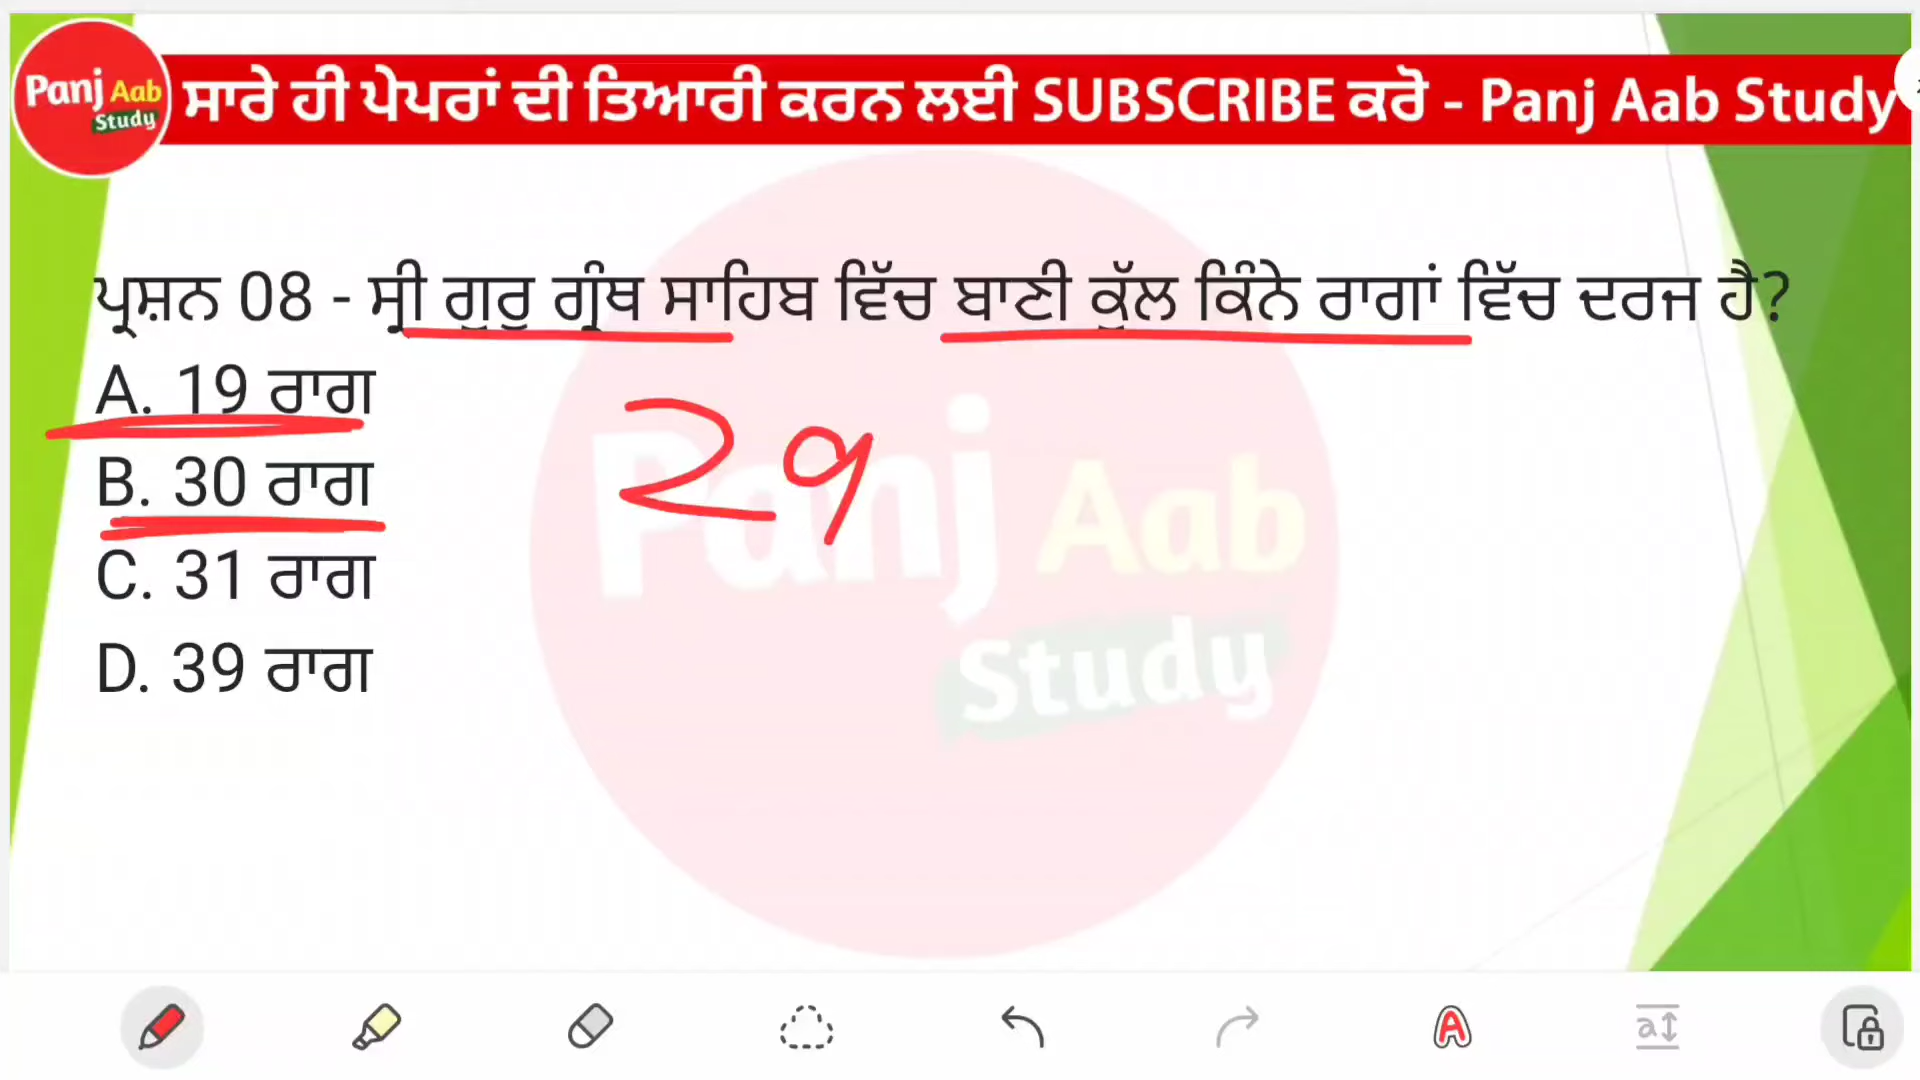 Panj Aab Study
ਸਾਰੇ ਹੀ ਪੇਪਰਾਂ ਦੀ ਤਿਆਰੀ ਕਰਨ ਲਈ SUBSCRIBE ਕਰੋ - Panj Aab Study
ਪ੍ਰਸ਼ਨ 08 - ਸ੍ਰੀ ਗੁਰੂ ਗ੍ਰੰਥ ਸਾਹਿਬ ਵਿੱਚ ਬਾਣੀ ਕੁੱਲ ਕਿੰਨੇ ਰਾਗਾਂ ਵਿੱਚ ਦਰਜ ਹੈ?
A. 19 ਰਾਗ
B. 30 ਰਾਗ
C. 31 ਰਾਗ
D. 39 ਰਾਗ
29
Panj Aab
Study